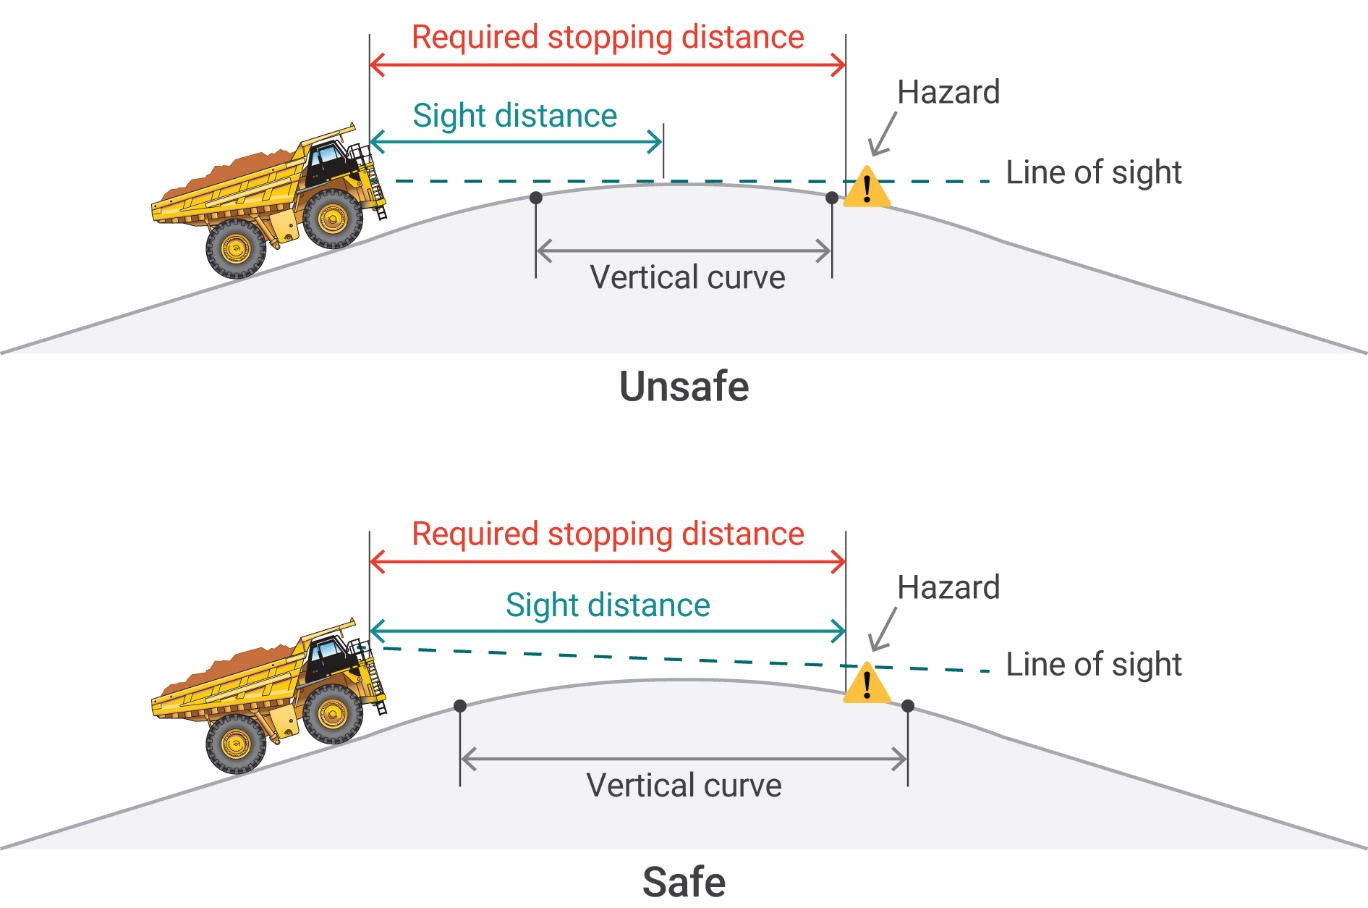 Required stopping distance
Sight distance
Hazard
Line of sight
Vertical curve
Unsafe
Required stopping distance
Sight distance
Hazard
Line of sight
Vertical curve
Safe